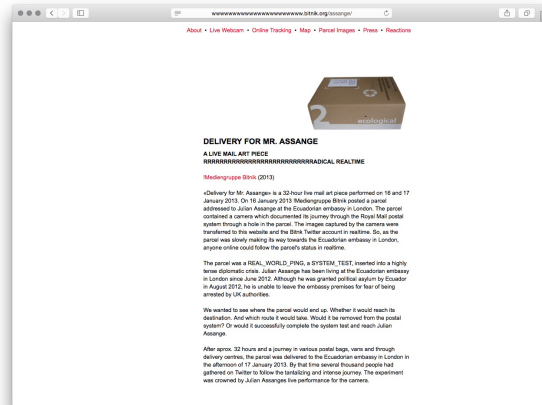 wwwwwwwwwwwwwwwwwwwwww.bitnik.org/assange/
About • Live Webcam • Online Tracking • Map • Parcel Images • Press • Reactions
2
ecological
DELIVERY FOR MR. ASSANGE
A LIVE MAIL ART PIECE
RRRRRRRRRRRRRRRRRRRRRRRRRRADICAL REALTIME
!Mediengruppe Bitnik (2013)
«Delivery for Mr. Assange» is a 32-hour live mail art piece performed on 16 and 17
January 2013. On 16 January 2013 !Mediengruppe Bitnik posted a parcel
addressed to Julian Assange at the Ecuadorian embassy in London. The parcel
contained a camera which documented its journey through the Royal Mail postal
system through a hole in the parcel. The images captured by the camera were
transferred to this website and the Bitnik Twitter account in realtime. So, as the
parcel was slowly making its way towards the Ecuadorian embassy in London,
anyone online could follow the parcel's status in realtime.
The parcel was a REAL_WORLD_PING, a SYSTEM_TEST, inserted into a highly
tense diplomatic crisis. Julian Assange has been living at the Ecuadorian embassy
in London since June 2012. Although he was granted political asylum by Ecuador
in August 2012, he is unable to leave the embassy premises for fear of being
arrested by UK authorities.
We wanted to see where the parcel would end up. Whether it would reach its
destination. And which route it would take. Would it be removed from the postal
system? Or would it successfully complete the system test and reach Julian
Assange.
After aprox. 32 hours and a journey in various postal bags, vans and through
delivery centres, the parcel was delivered to the Ecuadorian embassy in London in
the afternoon of 17 January 2013. By that time several thousand people had
gathered on Twitter to follow the tantalizing and intense journey. The experiment
was crowned by Julian Assanges live performance for the camera.